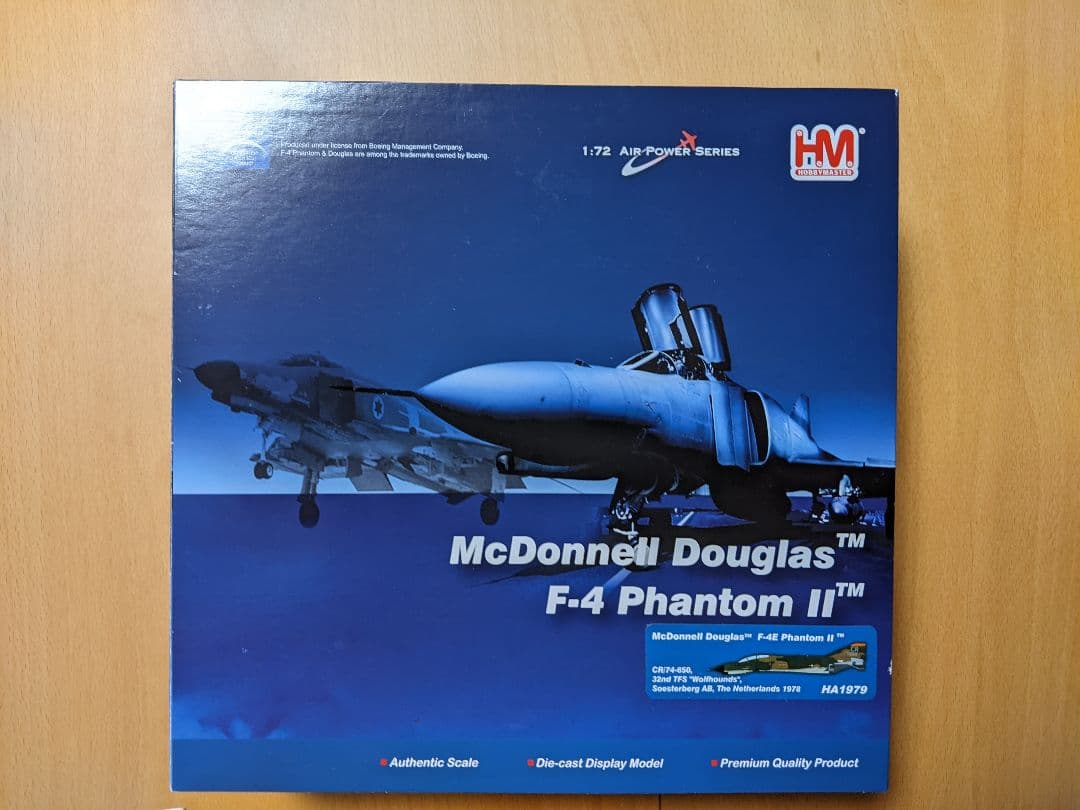 Produced under license from Boeing Management Company.
F-4 Phantom & Douglas are among the trademarks owned by Boeing.
1:72 AIR POWER SERIES
HM
HOBBYMASTER
McDonnell Douglas™
F-4 Phantom II™
McDonnell Douglas™ F-4E Phantom II™
CR/74-650,
32nd TFS "Wolfhounds",
Soesterberg AB, The Netherlands 1978
HA1979
Authentic Scale
Die-cast Display Model
Premium Quality Product